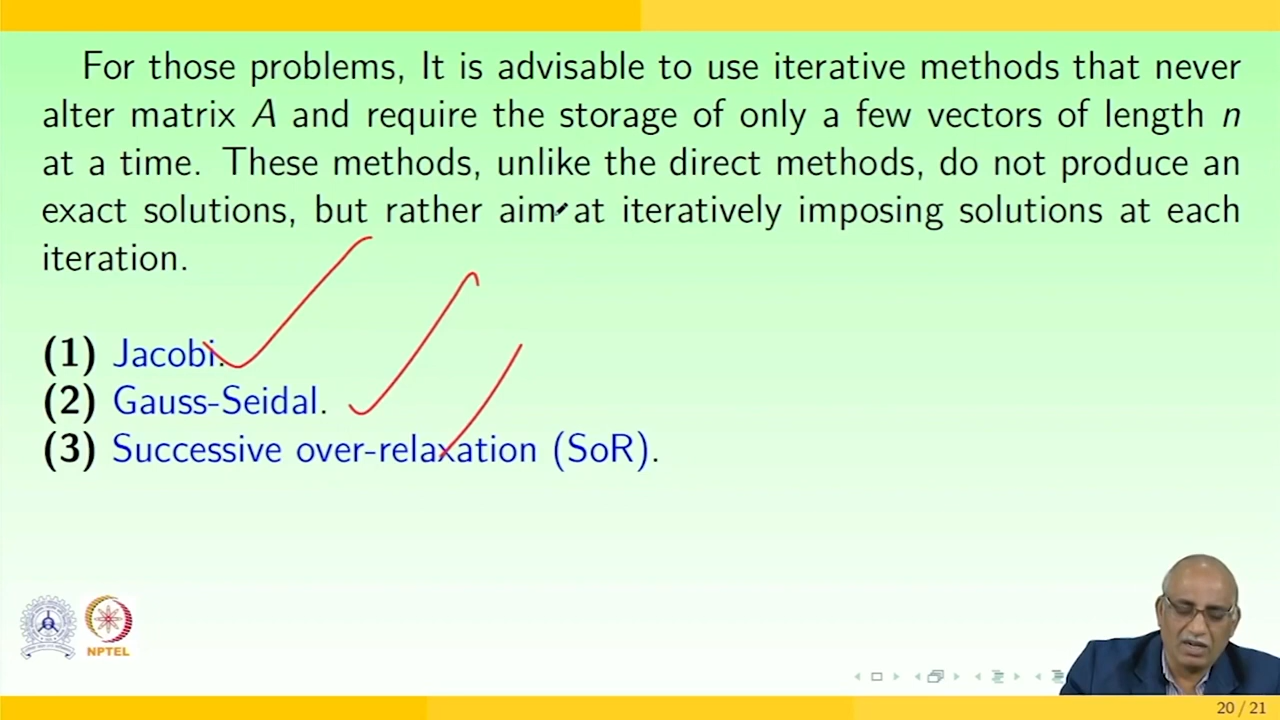 For those problems, It is advisable to use iterative methods that never
alter matrix A and require the storage of only a few vectors of length n
at a time. These methods, unlike the direct methods, do not produce an
exact solutions, but rather aim at iteratively imposing solutions at each
iteration.
(1) Jacobi.
(2) Gauss-Seidal.
(3) Successive over-relaxation (SoR).
NPTEL
20 / 21